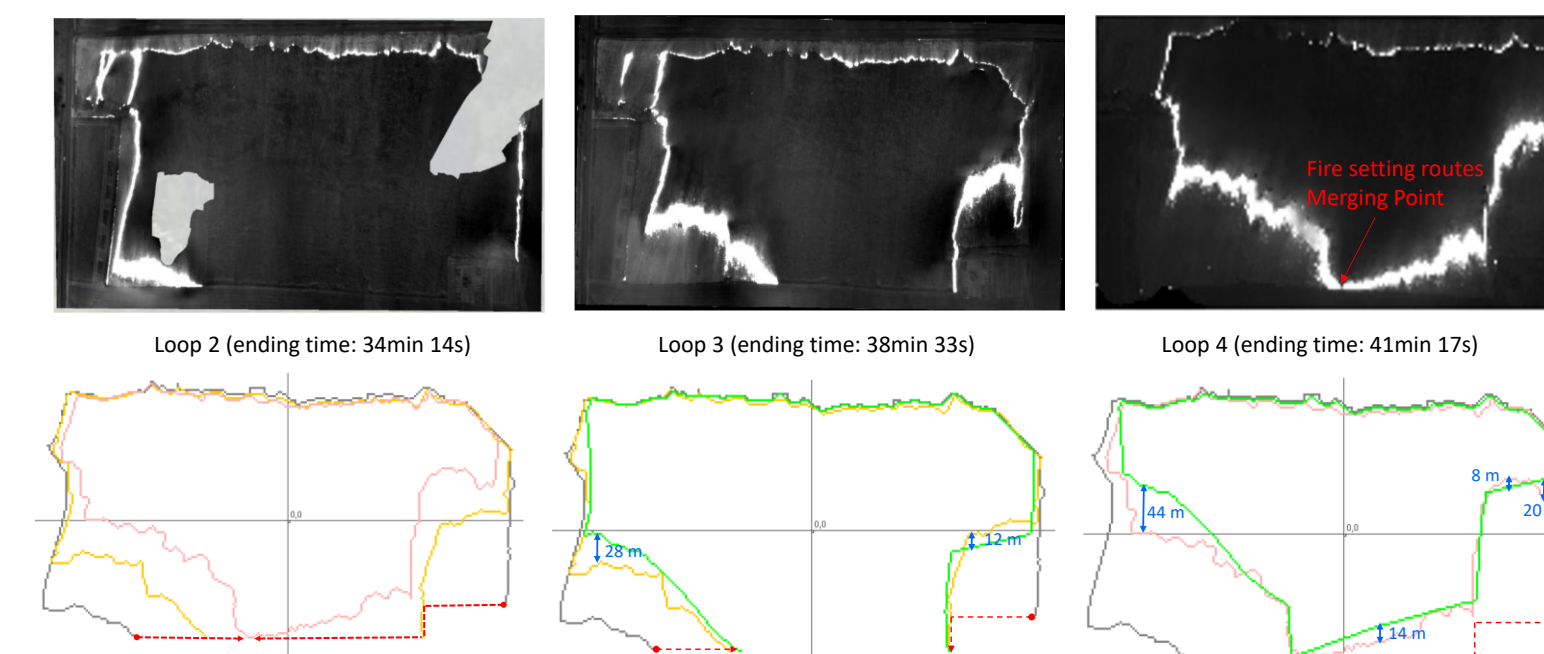 Fire setting routes
Merging Point
Loop 2 (ending time: 34min 14s)
Loop 3 (ending time: 38min 33s)
Loop 4 (ending time: 41min 17s)
0,0
0,0
28 m
12 m
0,0
44 m
8 m
20
14 m